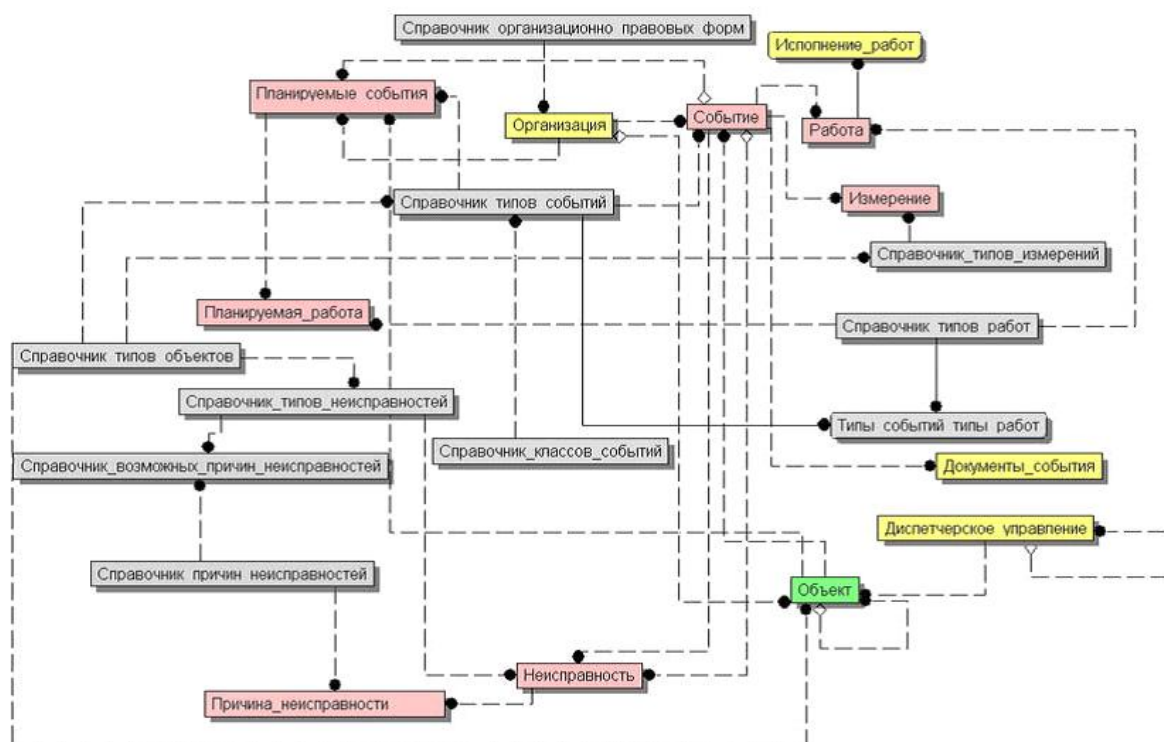 Справочник организационно правовых форм
Исполнение_работ
Планируемые события
Организация
Событие
Работа
Справочник типов событий
Измерение
Справочник_типов_измерений
Планируемая_работа
Справочник типов работ
Справочник типов объектов
Справочник_типов_неисправностей
Типы событий типы работ
Справочник_классов_событий
Справочник_возможных_причин_неисправностей
Документы_события
Диспетчерское управление
Справочник причин неисправностей
Объект
Неисправность
Причина_неисправности